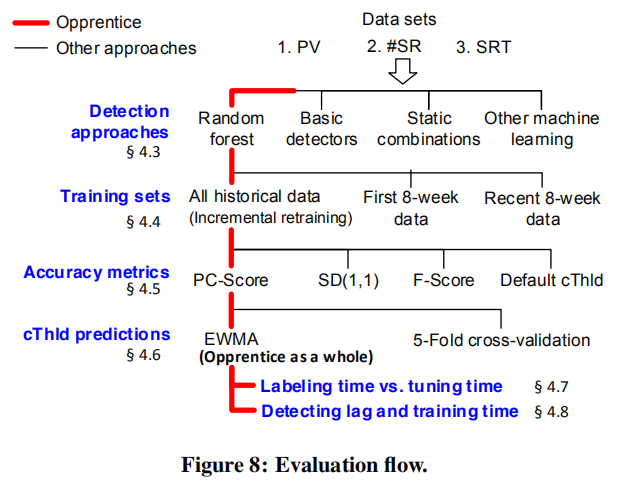 Opprentice
Other approaches
Data sets
1. PV 2. #SR 3. SRT
Detection approaches
§ 4.3
Random forest
Basic detectors
Static combinations
Other machine learning
Training sets
§ 4.4
All historical data
(Incremental retraining)
First 8-week data
Recent 8-week data
Accuracy metrics
§ 4.5
PC-Score
SD(1,1)
F-Score
Default cThld
cThld predictions
§ 4.6
EWMA
(Opprentice as a whole)
5-Fold cross-validation
Labeling time vs. tuning time § 4.7
Detecting lag and training time § 4.8
Figure 8: Evaluation flow.